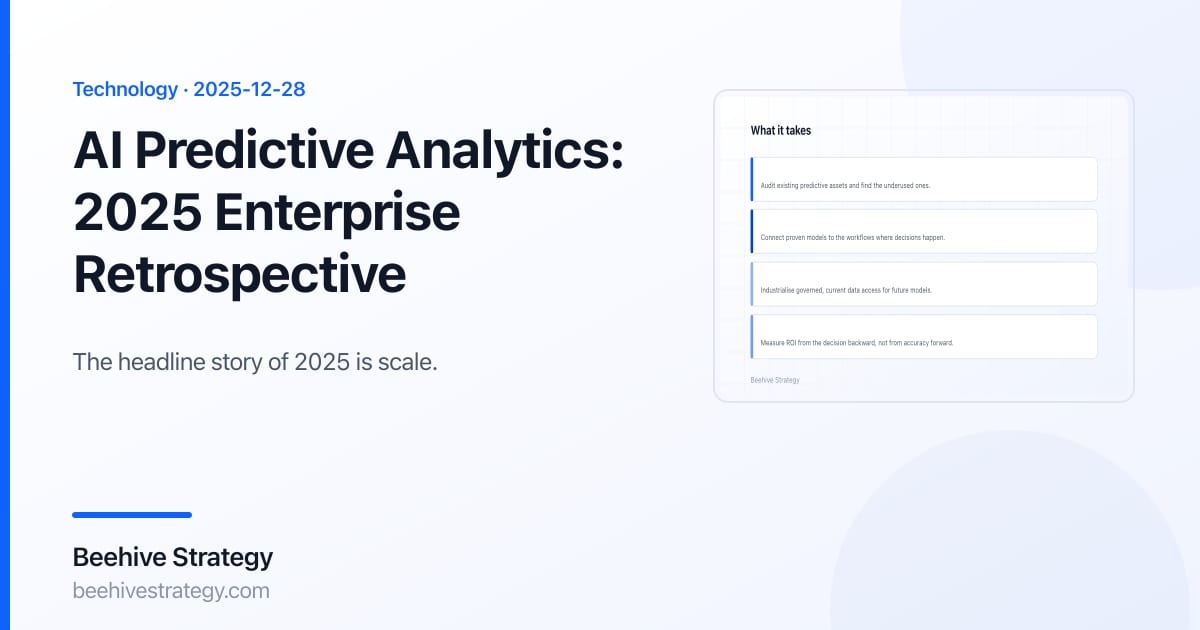 Technology · 2025-12-28
AI Predictive Analytics:
2025 Enterprise
Retrospective
The headline story of 2025 is scale.
Beehive Strategy
beehivestrategy.com
What it takes
Audit existing predictive assets and find the underused ones.
Connect proven models to the workflows where decisions happen.
Industrialise governed, current data access for future models.
Measure ROI from the decision backward, not from accuracy forward.
Beehive Strategy